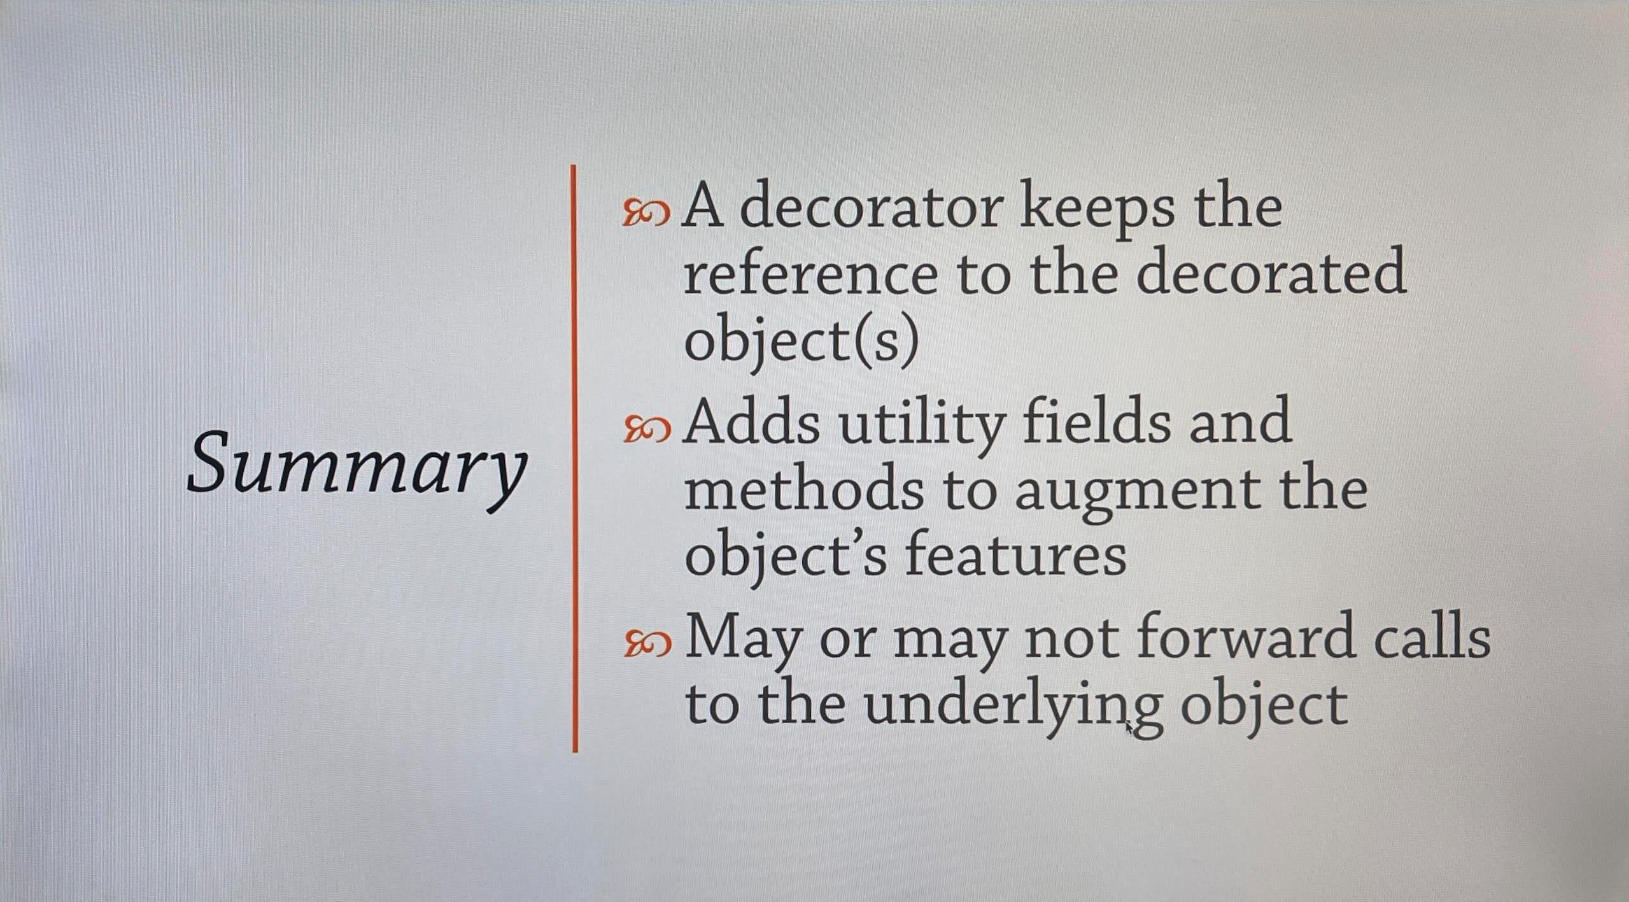 Summary
A decorator keeps the
reference to the decorated
object(s)
Adds utility fields and
methods to augment the
object’s features
May or may not forward calls
to the underlying object